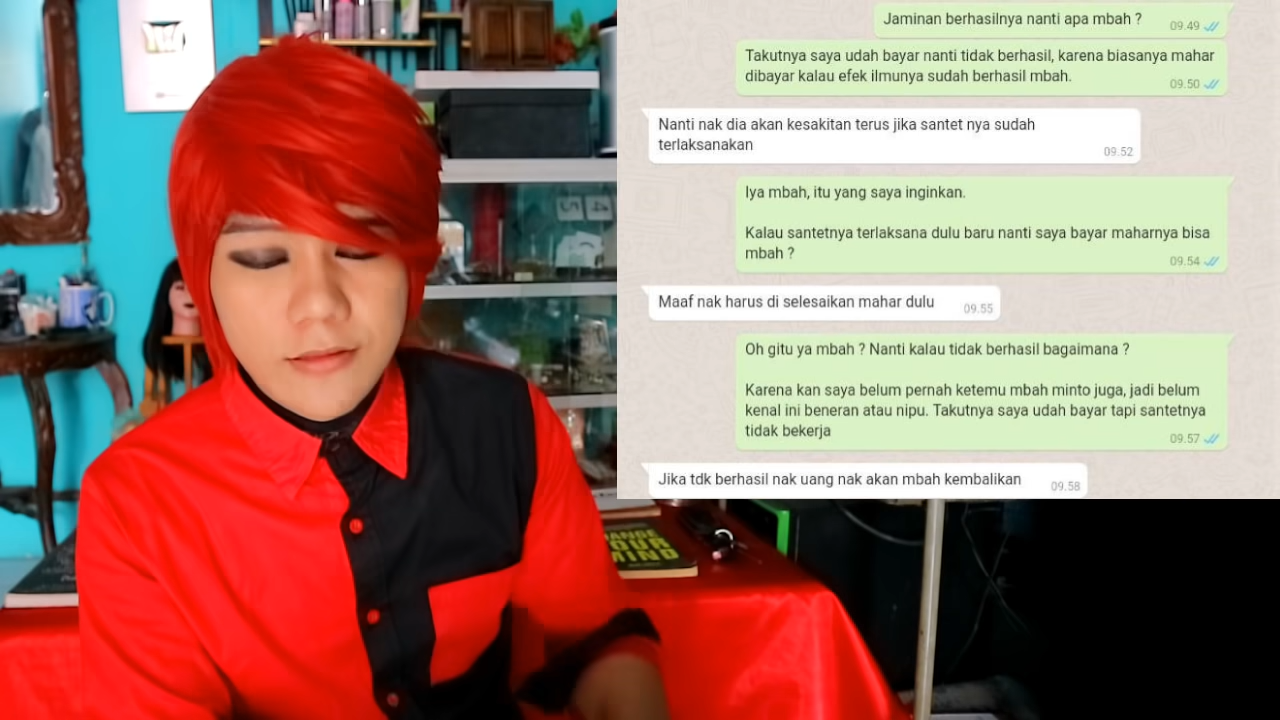 Jaminan berhasilnya nanti apa mbah ?
09.49
Takutnya saya udah bayar nanti tidak berhasil, karena biasanya mahar
dibayar kalau efek ilmunya sudah berhasil mbah.
09.50
Nanti nak dia akan kesakitan terus jika santet nya sudah
terlaksanakan
09.52
Iya mbah, itu yang saya inginkan.
Kalau santetnya terlaksana dulu baru nanti saya bayar maharnya bisa
mbah ?
09.54
Maaf nak harus di selesaikan mahar dulu
09.55
Oh gitu ya mbah ? Nanti kalau tidak berhasil bagaimana ?
Karena kan saya belum pernah ketemu mbah minto juga, jadi belum
kenal ini beneran atau nipu. Takutnya saya udah bayar tapi santetnya
tidak bekerja
09.57
Jika tdk berhasil nak uang nak akan mbah kembalikan
09.58
YOUR
MIND